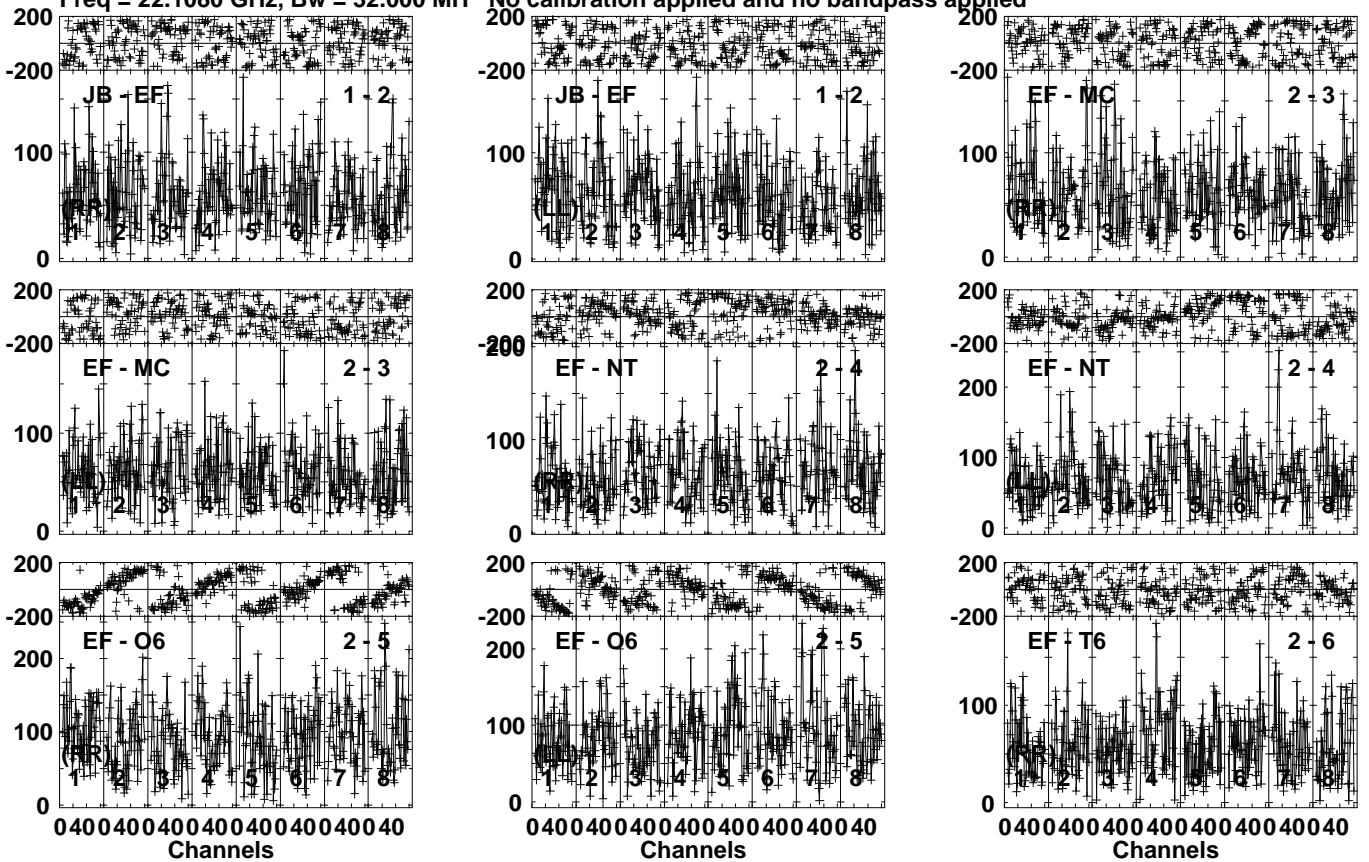 Freq = 22.1080 GHz, Bw = 32.000 MH No calibration applied and no bandpass applied
200 200 200
-200 -200 -200
JB - EF 1 - 2 JB - EF 1 - 2 EF - MC 2 - 3
100 100 100
(RR) (LL) (RR)
1 2 3 4 5 6 7 8 1 2 3 4 5 6 7 8 1 2 3 4 5 6 7 8
0 0 0
200 200 200
-200 -200 -200
200
EF - MC 2 - 3 EF - NT 2 - 4 EF - NT 2 - 4
200
100 100 100
(LL) (RR) (LL)
1 2 3 4 5 6 7 8 1 2 3 4 5 6 7 8 1 2 3 4 5 6 7 8
0 0 0
200 200 200
-200 -200 -200
EF - O6 2 - 5 EF - O6 2 - 5 EF - T6 2 - 6
200 200 200
100 100 100
(RR) (LL) (RR)
1 2 3 4 5 6 7 8 1 2 3 4 5 6 7 8 1 2 3 4 5 6 7 8
0 0 0
0 40 0 40 0 40 0 40 0 40 0 40 0 40 0 40 0 40 0 40 0 40 0 40 0 40 0 40 0 40 0 40 0 40 0 40 0 40 0 40 0 40 0 40 0 40 0 40
Channels Channels Channels